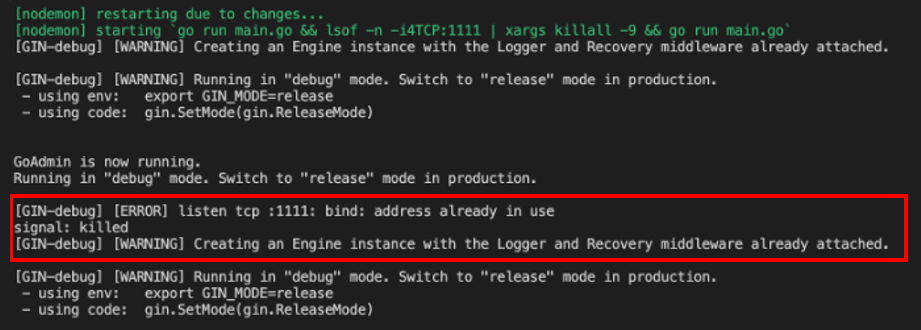 [nodemon] restarting due to changes...
[nodemon] starting `go run main.go && lsof -n -i4TCP:1111 | xargs killall -9 && go run main.go`
[GIN-debug] [WARNING] Creating an Engine instance with the Logger and Recovery middleware already attached.
[GIN-debug] [WARNING] Running in "debug" mode. Switch to "release" mode in production.
- using env:   export GIN_MODE=release
- using code:  gin.SetMode(gin.ReleaseMode)
GoAdmin is now running.
Running in "debug" mode. Switch to "release" mode in production.
[GIN-debug] [ERROR] listen tcp :1111: bind: address already in use
signal: killed
[GIN-debug] [WARNING] Creating an Engine instance with the Logger and Recovery middleware already attached.
[GIN-debug] [WARNING] Running in "debug" mode. Switch to "release" mode in production.
- using env:   export GIN_MODE=release
- using code:  gin.SetMode(gin.ReleaseMode)